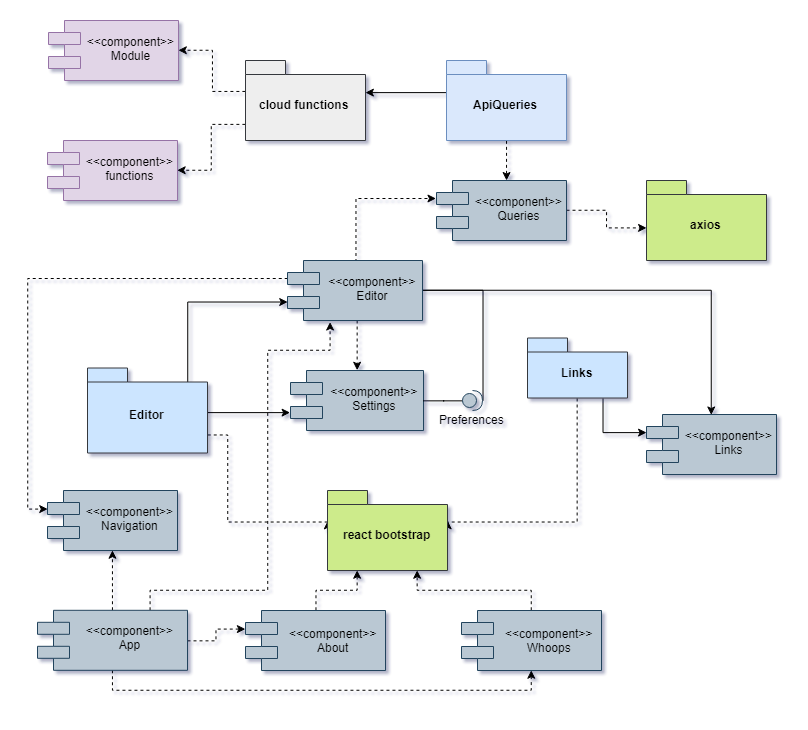 <<component>>
Module
cloud functions
ApiQueries
<<component>>
functions
<<component>>
Queries
axios
<<component>>
Editor
Editor
<<component>>
Settings
Preferences
Links
<<component>>
Links
<<component>>
Navigation
react bootstrap
<<component>>
App
<<component>>
About
<<component>>
Whoops